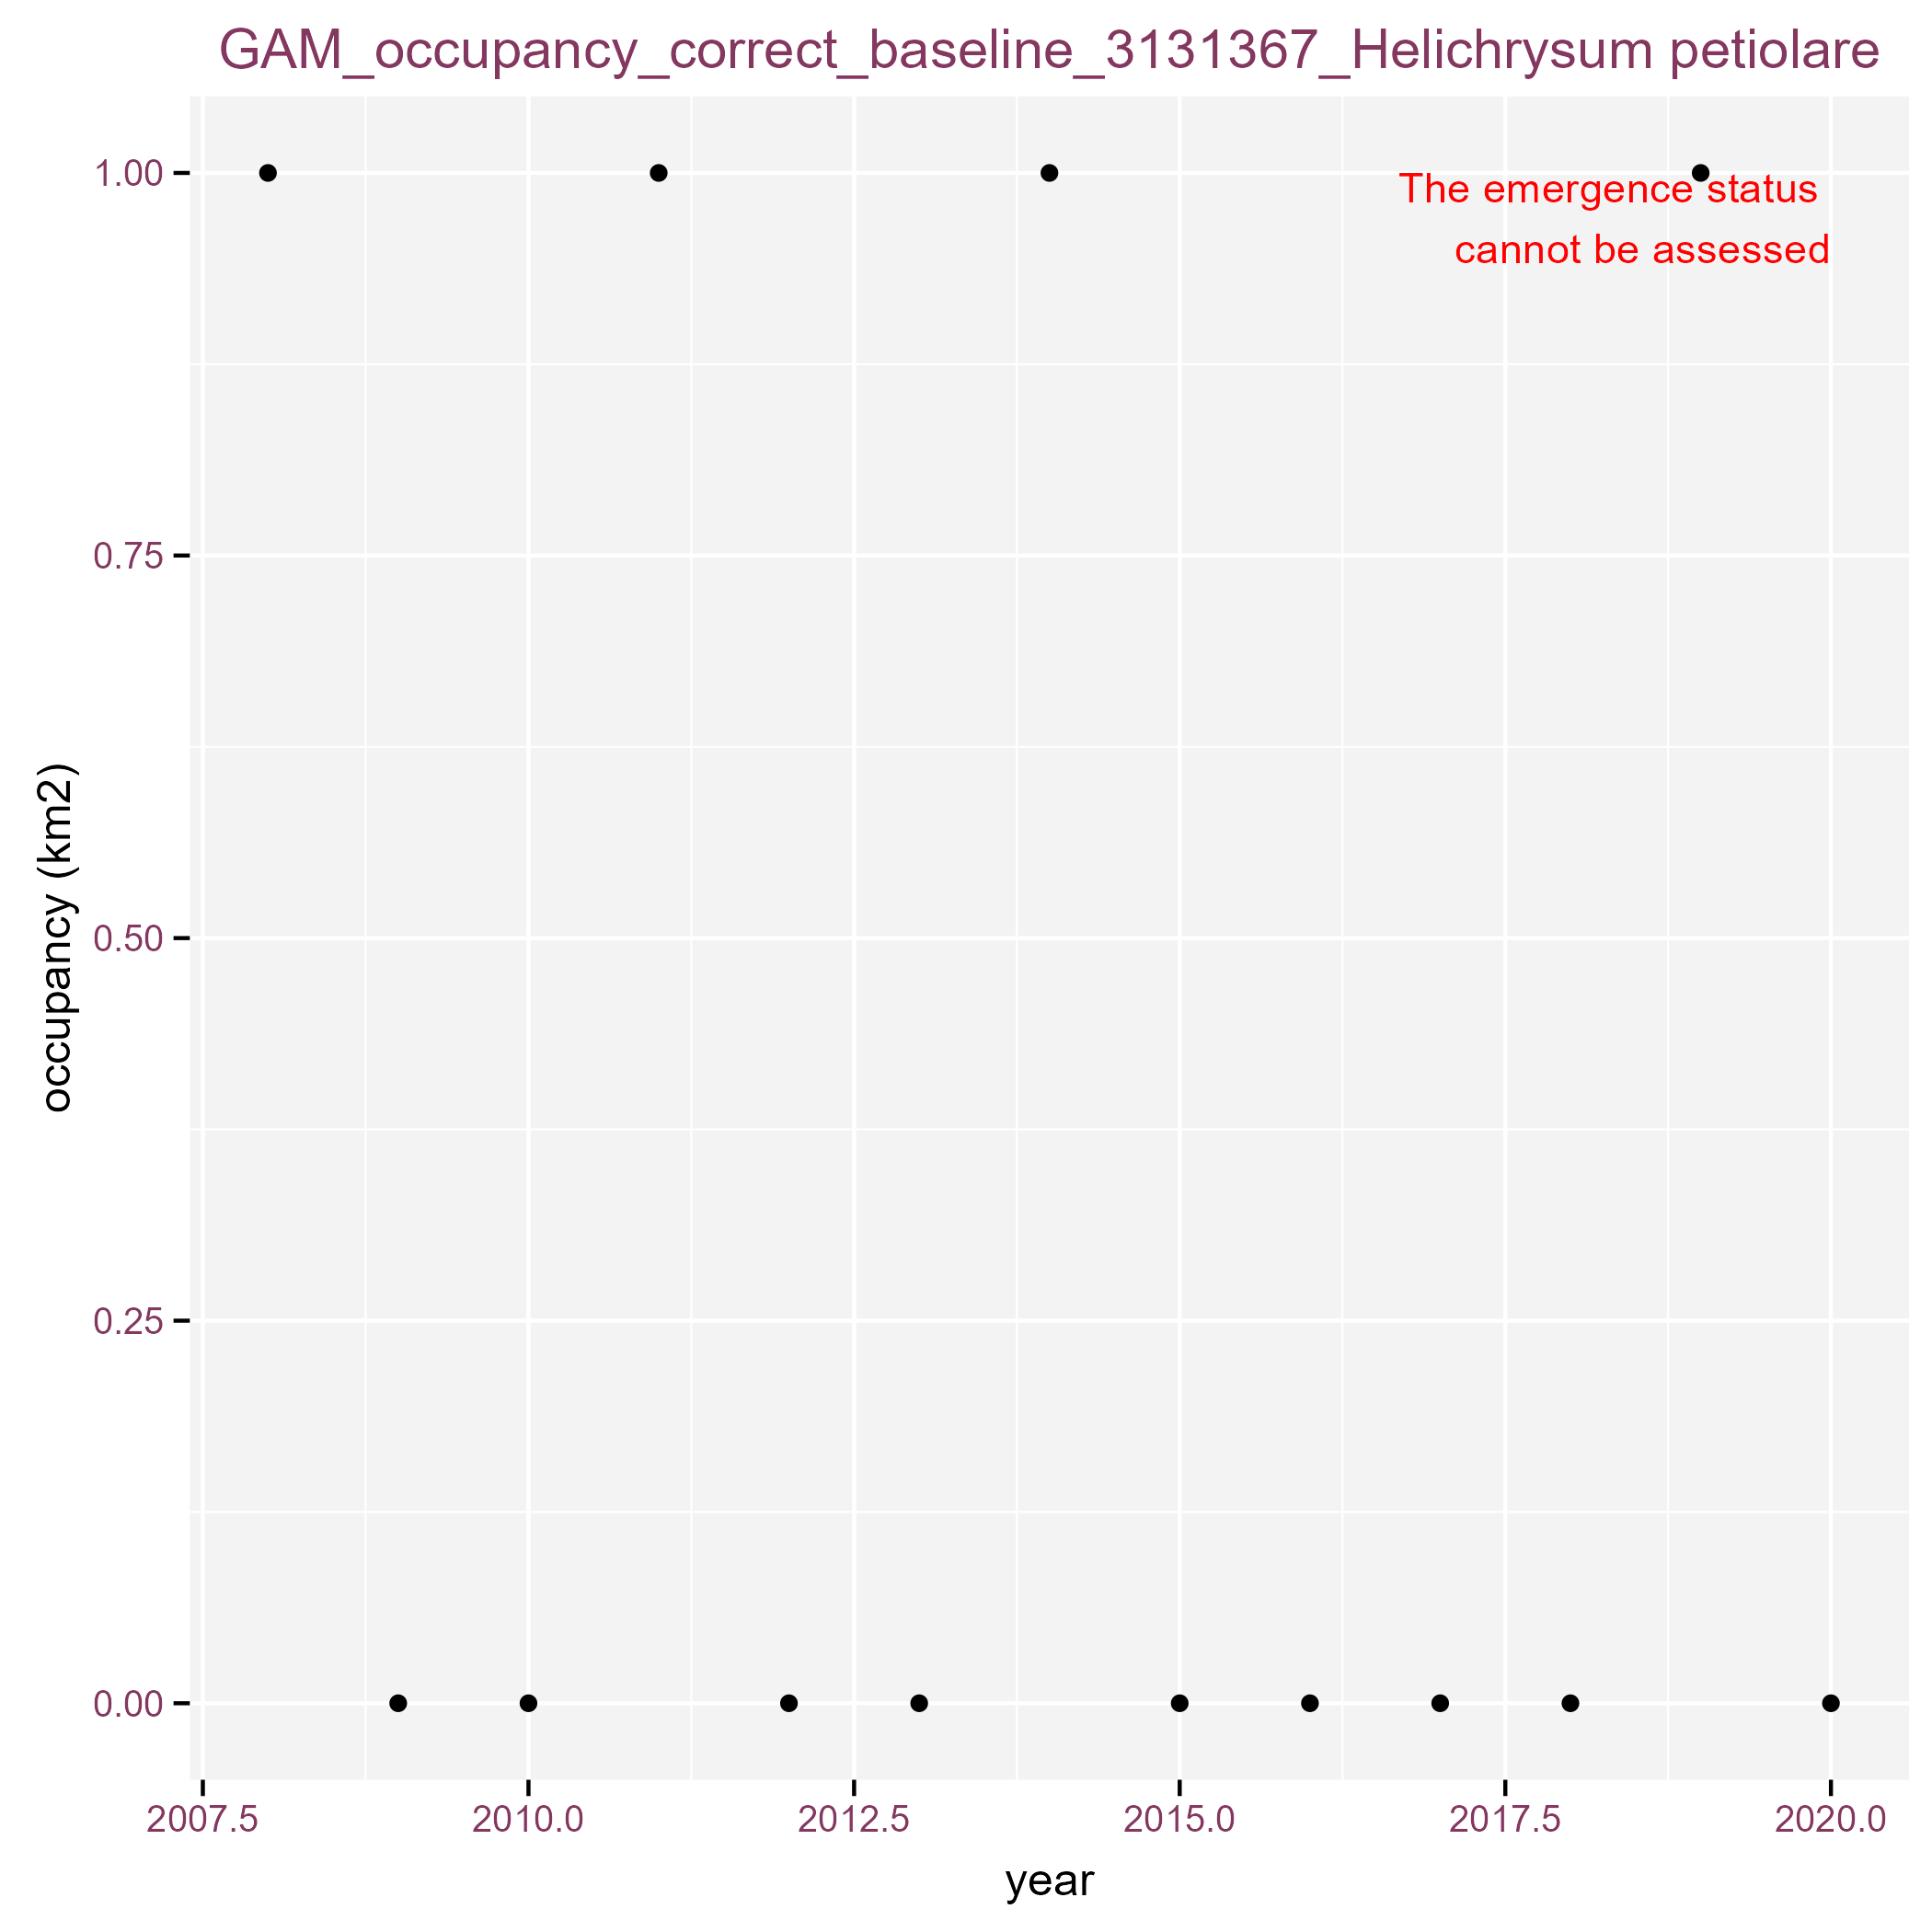 GAM_occupancy_correct_baseline_3131367_Helichrysum petiolare
The emergence status
cannot be assessed
1.00
0.75
0.50
0.25
0.00
occupancy (km2)
2007.5 2010.0 2012.5 2015.0 2017.5 2020.0
year